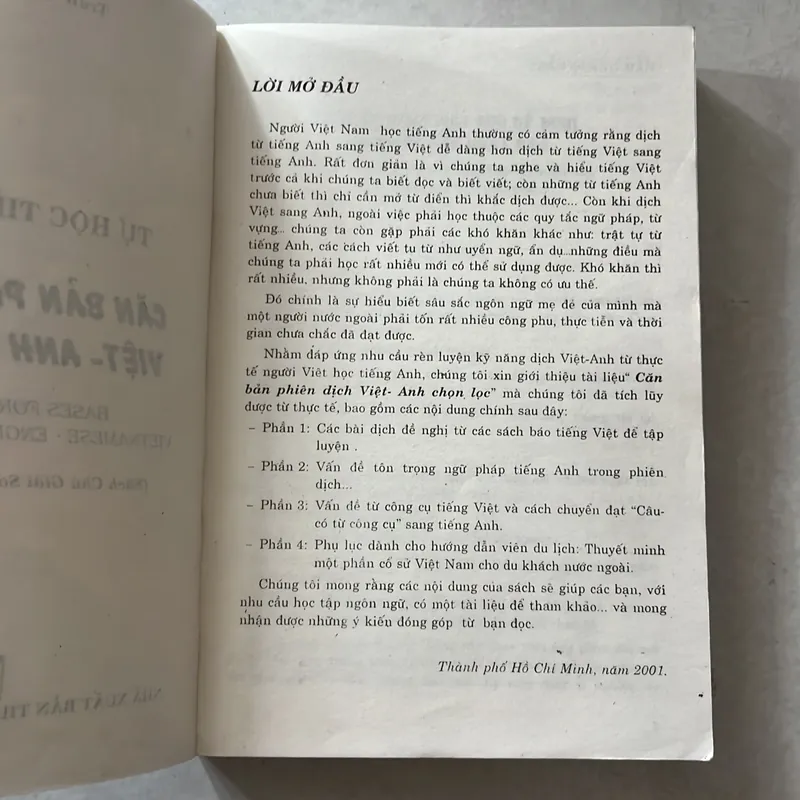 LỜI MỞ ĐẦU
Người Việt Nam học tiếng Anh thường có cảm tưởng rằng dịch
từ tiếng Anh sang tiếng Việt dễ dàng hơn dịch từ tiếng Việt sang
tiếng Anh. Rất đơn giản là vì chúng ta nghe và hiểu tiếng Việt
trước cả khi chúng ta biết đọc và biết viết; còn những từ tiếng Anh
chưa biết thì chỉ cần mở từ điển thì khắc dịch được... Còn khi dịch
Việt sang Anh, ngoài việc phải học thuộc các quy tắc ngữ pháp, từ
vựng... chúng ta còn gặp phải các khó khăn khác như: trật tự từ
tiếng Anh, các cách viết tu từ như uyển ngữ, ẩn dụ...những điều mà
chúng ta phải học rất nhiều mới có thể sử dụng được. Khó khăn thì
rất nhiều, nhưng không phải là chúng ta không có ưu thế.
Đó chính là sự hiểu biết sâu sắc ngôn ngữ mẹ đẻ của mình mà
một người nước ngoài phải tốn rất nhiều công phu, thực tiễn và thời
gian chưa chắc đã đạt được.
Nhằm đáp ứng nhu cầu rèn luyện kỹ năng dịch Việt-Anh từ thực
tế người Việt học tiếng Anh, chúng tôi xin giới thiệu tài liệu" Căn
bản phiên dịch Việt- Anh chọn lọc" mà chúng tôi đã tích lũy
được từ thực tế, bao gồm các nội dung chính sau đây:
– Phần 1: Các bài dịch đề nghị từ các sách báo tiếng Việt để tập
luyện .
– Phần 2: Vấn đề tôn trọng ngữ pháp tiếng Anh trong phiên
dịch...
– Phần 3: Vấn đề từ công cụ tiếng Việt và cách chuyển đạt "Câu-
có từ công cụ" sang tiếng Anh.
– Phần 4: Phụ lục dành cho hướng dẫn viên du lịch: Thuyết minh
một phần cổ sử Việt Nam cho du khách nước ngoài.
Chúng tôi mong rằng các nội dung của sách sẽ giúp các bạn, với
nhu cầu học tập ngôn ngữ, có một tài liệu để tham khảo... và mong
nhận được những ý kiến đóng góp từ bạn đọc.
Thành phố Hồ Chí Minh, năm 2001.